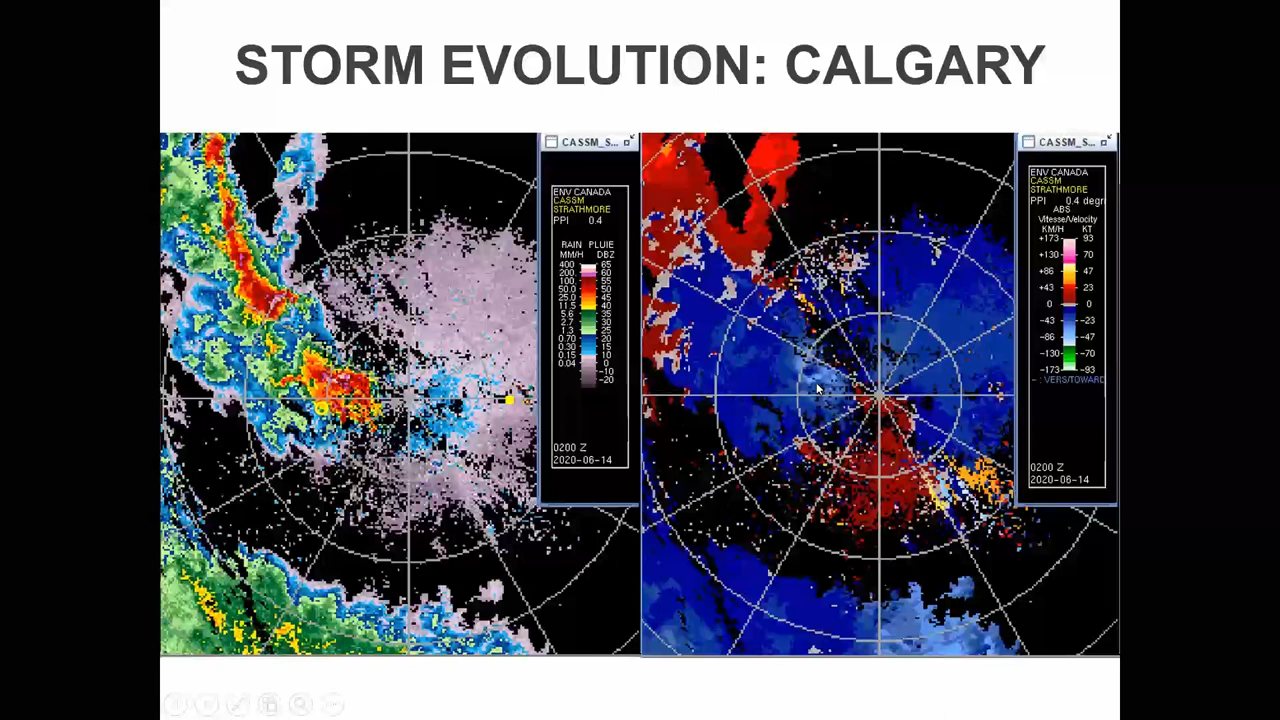 STORM EVOLUTION: CALGARY
CASSM_S...
ENV CANADA
CASSM
STRATHMORE
PPI 0.4
RAIN PLUIE
MM/H DBZ
400 65
200. 60
100. 55
50.0 50
25.0 45
11.5 40
5.6 35
2.7 30
1.3 25
0.70 20
0.30 15
0.15 10
0.04 0
-10
-20
0200 Z
2020-06-14
CASSM_S...
ENV CANADA
CASSM
STRATHMORE
PPI 0.4 degr
ABS
Vitesse/Velocity
KM/H KT
+173 93
+130 70
+86 47
+43 23
0 0
-43 -23
-86 -47
-130 -70
-173 -93
- : VERS/TOWARD
0200 Z
2020-06-14